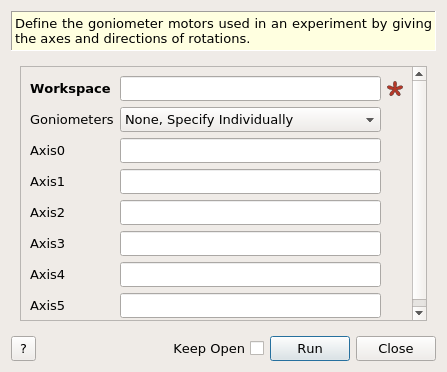 Define the goniometer motors used in an experiment by giving
the axes and directions of rotations.
Workspace
Goniometers None, Specify Individually
Axis0
Axis1
Axis2
Axis3
Axis4
Axis5
? Keep Open Run Close